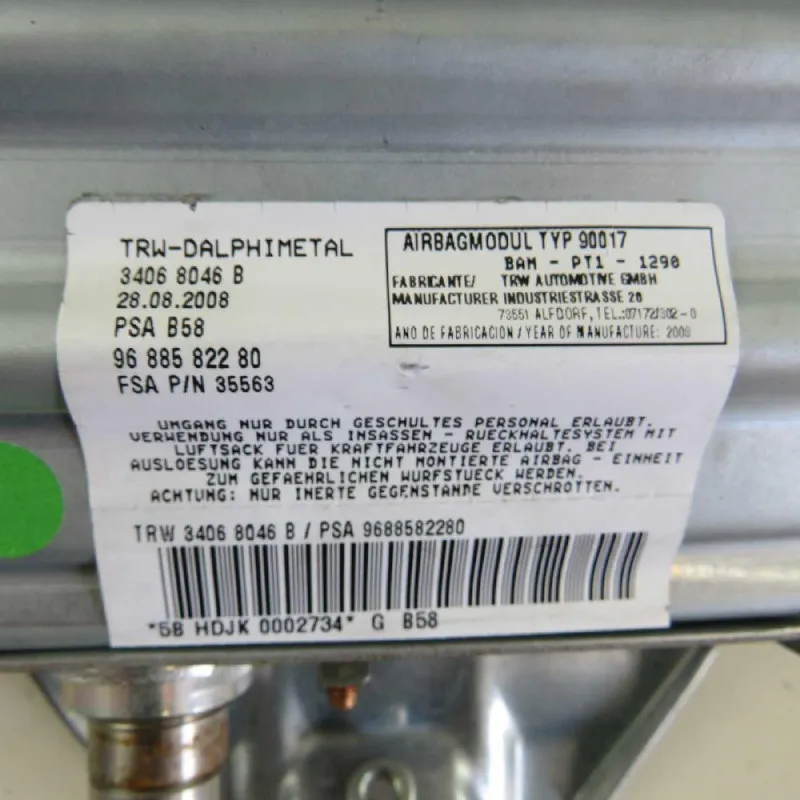 TRW-DALPHIMETAL
3406 8046 B
28.08.2008
PSA B58
96 885 822 80
FSA P/N 35563
AIRBAGMODUL TYP 90017
BAM - PT1 - 1290
FABRICANTE/ TRW AUTOMOTIVE GMBH
MANUFACTURER INDUSTRIESTRASSE 20
73551 ALFDORF, TEL.:07172/302-0
ANO DE FABRICACION / YEAR OF MANUFACTURE: 2008
UMGANG NUR DURCH GESCHULTES PERSONAL ERLAUBT.
VERWENDUNG NUR ALS INSASSEN - RUECKHALTESYSTEM MIT
LUFTSACK FUER KRAFTFAHRZEUGE ERLAUBT. BEI
AUSLOESUNG KANN DIE NICHT MONTIERTE AIRBAG - EINHEIT
ZUM GEFAEHRLICHEN WURFSTUECK WERDEN.
ACHTUNG: NUR INERTE GEGENSTANDE VERSCHROTTEN.
TRW 3406 8046 B / PSA 9688582280
*5B HDJK 0002734* G B58